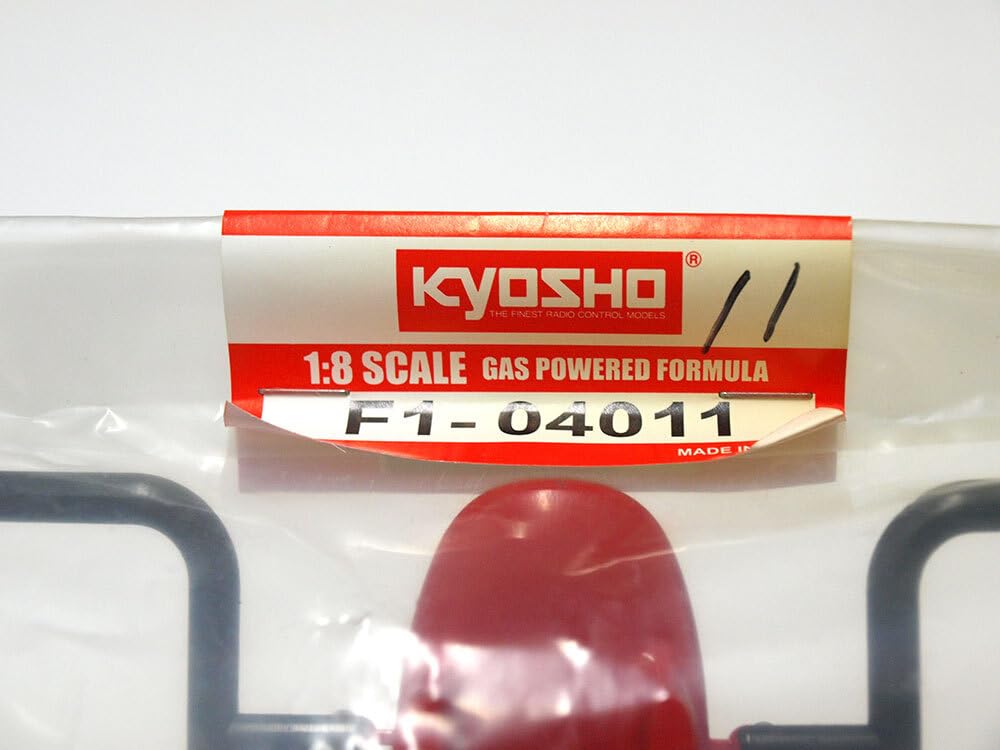 KYOSHO®
THE FINEST RADIO CONTROL MODELS
11
1:8 SCALE GAS POWERED FORMULA
F1-04011
MADE IN